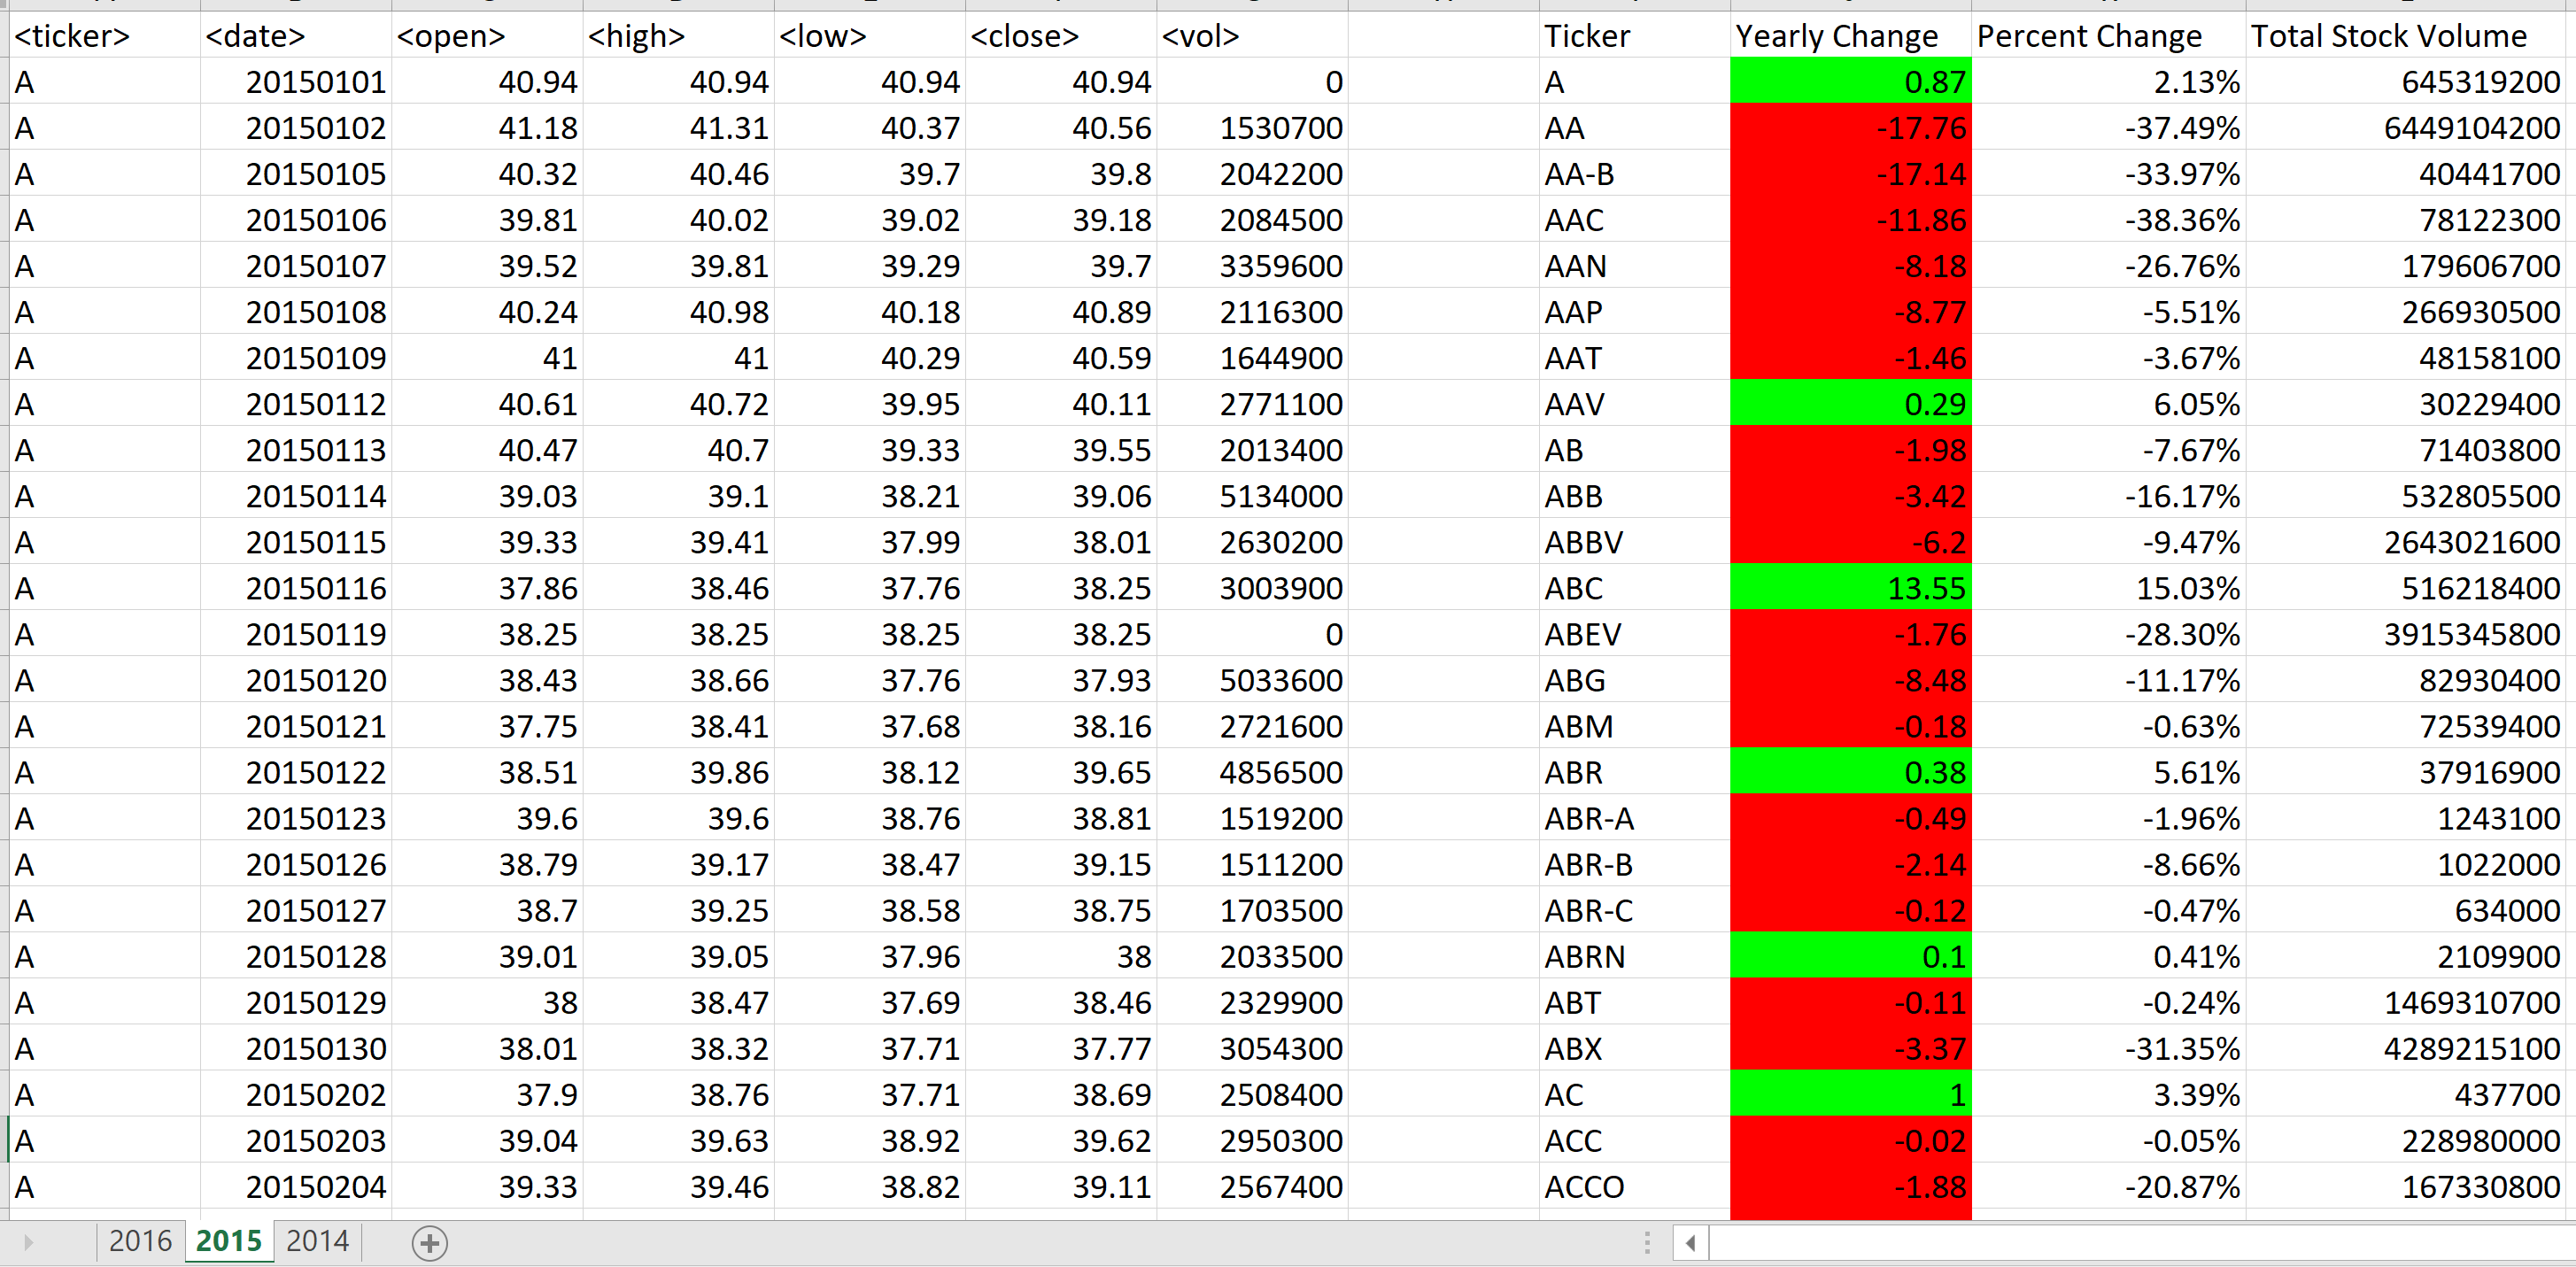 <ticker> <date> <open> <high> <low> <close> <vol> Ticker Yearly Change Percent Change Total Stock Volume
A 20150101 40.94 40.94 40.94 40.94 0 A 0.87 2.13% 645319200
A 20150102 41.18 41.31 40.37 40.56 1530700 AA -17.76 -37.49% 6449104200
A 20150105 40.32 40.46 39.7 39.8 2042200 AA-B -17.14 -33.97% 40441700
A 20150106 39.81 40.02 39.02 39.18 2084500 AAC -11.86 -38.36% 78122300
A 20150107 39.52 39.81 39.29 39.7 3359600 AAN -8.18 -26.76% 179606700
A 20150108 40.24 40.98 40.18 40.89 2116300 AAP -8.77 -5.51% 266930500
A 20150109 41 41 40.29 40.59 1644900 AAT -1.46 -3.67% 48158100
A 20150112 40.61 40.72 39.95 40.11 2771100 AAV 0.29 6.05% 30229400
A 20150113 40.47 40.7 39.33 39.55 2013400 AB -1.98 -7.67% 71403800
A 20150114 39.03 39.1 38.21 39.06 5134000 ABB -3.42 -16.17% 532805500
A 20150115 39.33 39.41 37.99 38.01 2630200 ABBV -6.2 -9.47% 2643021600
A 20150116 37.86 38.46 37.76 38.25 3003900 ABC 13.55 15.03% 516218400
A 20150119 38.25 38.25 38.25 38.25 0 ABEV -1.76 -28.30% 3915345800
A 20150120 38.43 38.66 37.76 37.93 5033600 ABG -8.48 -11.17% 82930400
A 20150121 37.75 38.41 37.68 38.16 2721600 ABM -0.18 -0.63% 72539400
A 20150122 38.51 39.86 38.12 39.65 4856500 ABR 0.38 5.61% 37916900
A 20150123 39.6 39.6 38.76 38.81 1519200 ABR-A -0.49 -1.96% 1243100
A 20150126 38.79 39.17 38.47 39.15 1511200 ABR-B -2.14 -8.66% 1022000
A 20150127 38.7 39.25 38.58 38.75 1703500 ABR-C -0.12 -0.47% 634000
A 20150128 39.01 39.05 37.96 38 2033500 ABRN 0.1 0.41% 2109900
A 20150129 38 38.47 37.69 38.46 2329900 ABT -0.11 -0.24% 1469310700
A 20150130 38.01 38.32 37.71 37.77 3054300 ABX -3.37 -31.35% 4289215100
A 20150202 37.9 38.76 37.71 38.69 2508400 AC 1 3.39% 437700
A 20150203 39.04 39.63 38.92 39.62 2950300 ACC -0.02 -0.05% 228980000
A 20150204 39.33 39.46 38.82 39.11 2567400 ACCO -1.88 -20.87% 167330800
2016 2015 2014